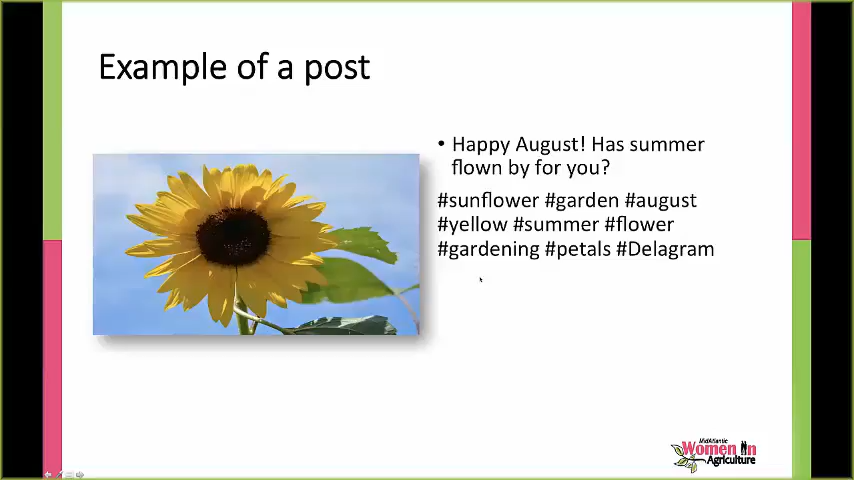 Example of a post
• Happy August! Has summer
flown by for you?
#sunflower #garden #august
#yellow #summer #flower
#gardening #petals #Delagram
MidAtlantic
Women In
Agriculture